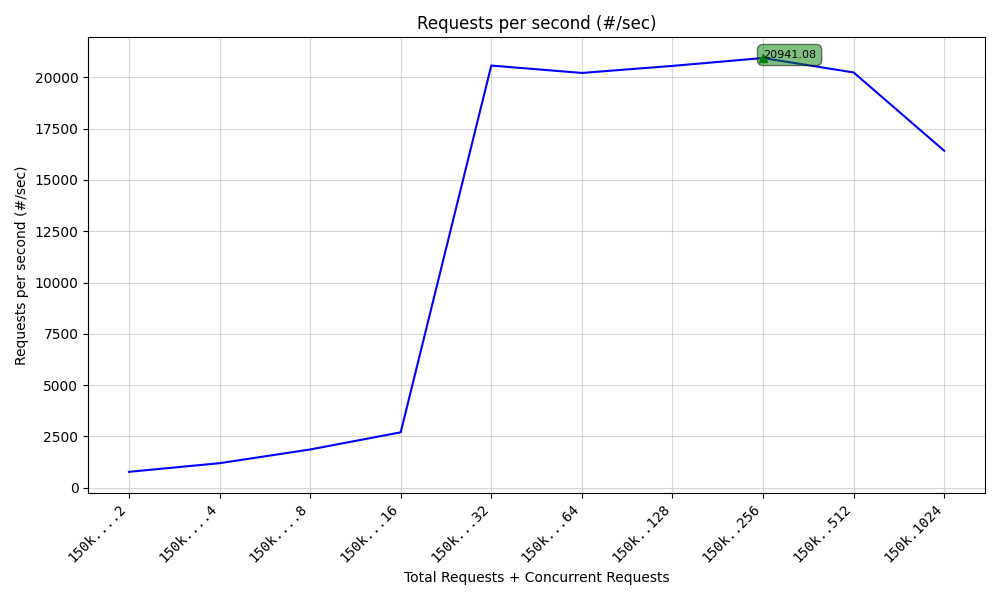 Requests per second (#/sec)
20941.08
Requests per second (#/sec)
20000
17500
15000
12500
10000
7500
5000
2500
0
150k....2
150k....4
150k....8
150k...16
150k...32
150k...64
150k..128
150k..256
150k..512
150k.1024
Total Requests + Concurrent Requests